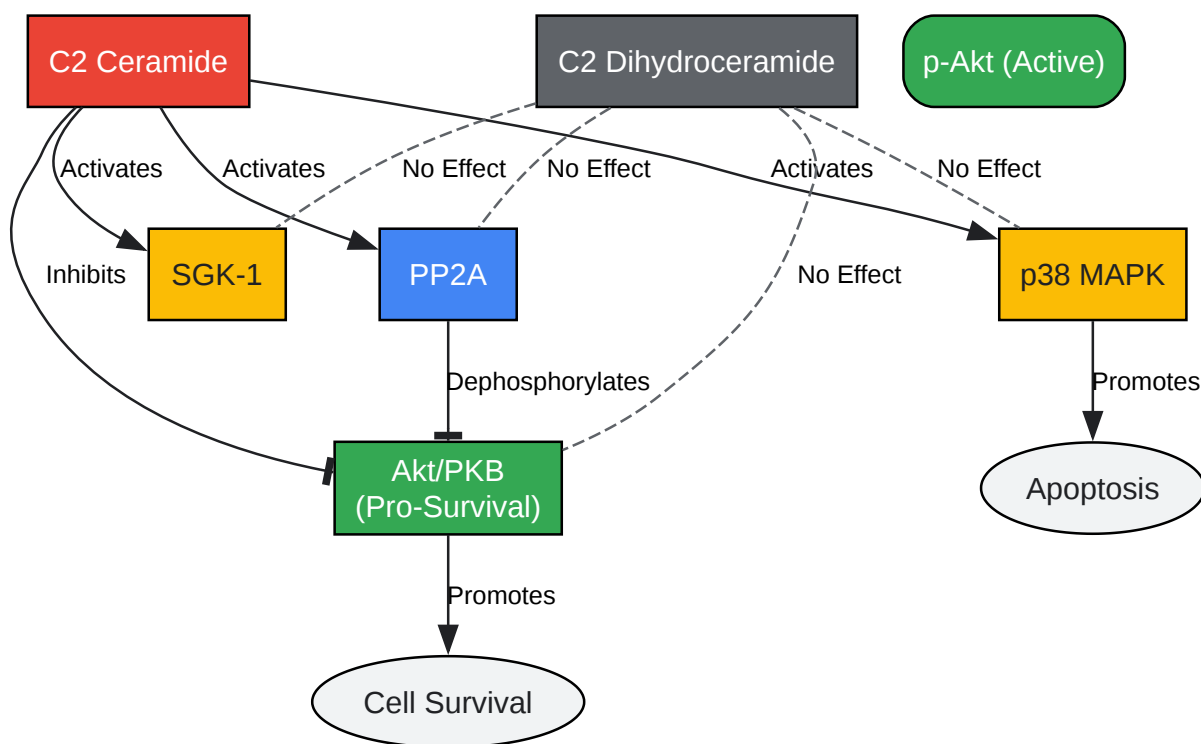 C2 Ceramide
C2 Dihydroceramide
p-Akt (Active)
Activates
Activates
No Effect
No Effect
Activates
No Effect
Inhibits
SGK-1
PP2A
No Effect
p38 MAPK
Dephosphorylates
Promotes
Akt/PKB
(Pro-Survival)
Apoptosis
Promotes
Cell Survival